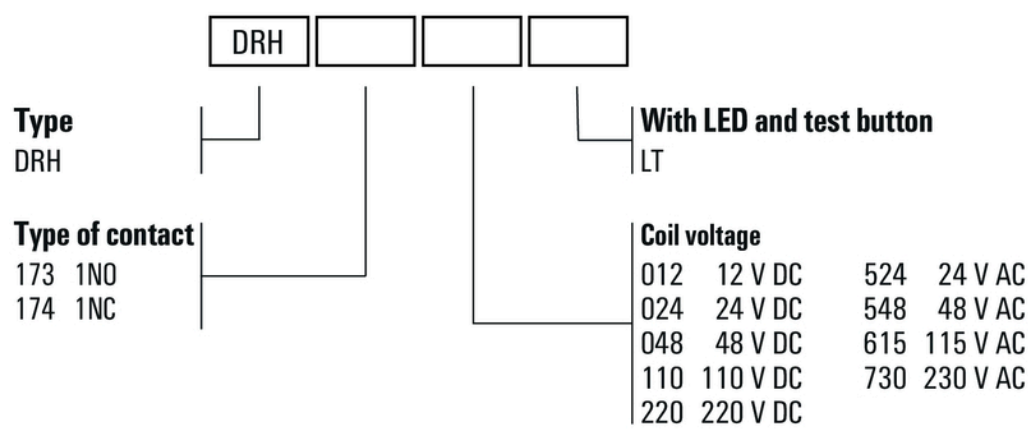 DRH
Type
DRH
With LED and test button
LT
Type of contact
173 1NO
174 1NC
Coil voltage
012 12 V DC 524 24 V AC
024 24 V DC 548 48 V AC
048 48 V DC 615 115 V AC
110 110 V DC 730 230 V AC
220 220 V DC